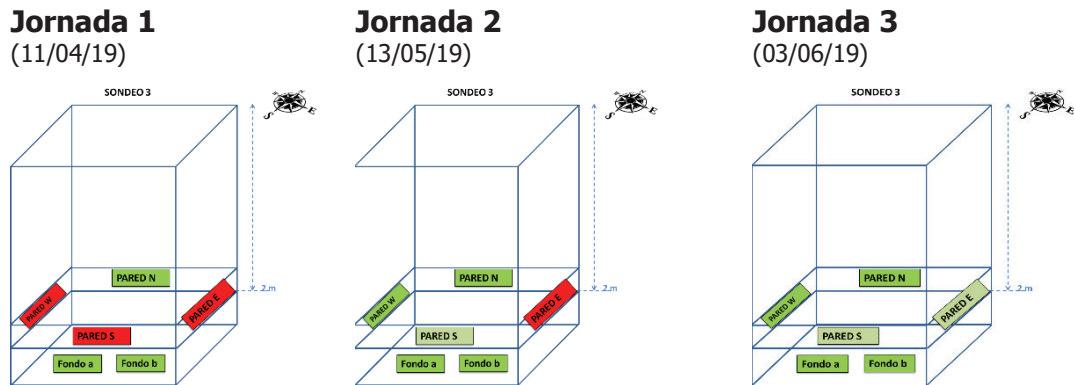 Jornada 1
(11/04/19)
SONDEO 3
S
E
PARED N
PARED W
PARED E
2 m
PARED S
Fondo a
Fondo b
Jornada 2
(13/05/19)
SONDEO 3
S
E
PARED N
PARED W
PARED E
2 m
PARED S
Fondo a
Fondo b
Jornada 3
(03/06/19)
SONDEO 3
S
E
PARED N
PARED W
PARED E
2 m
PARED S
Fondo a
Fondo b